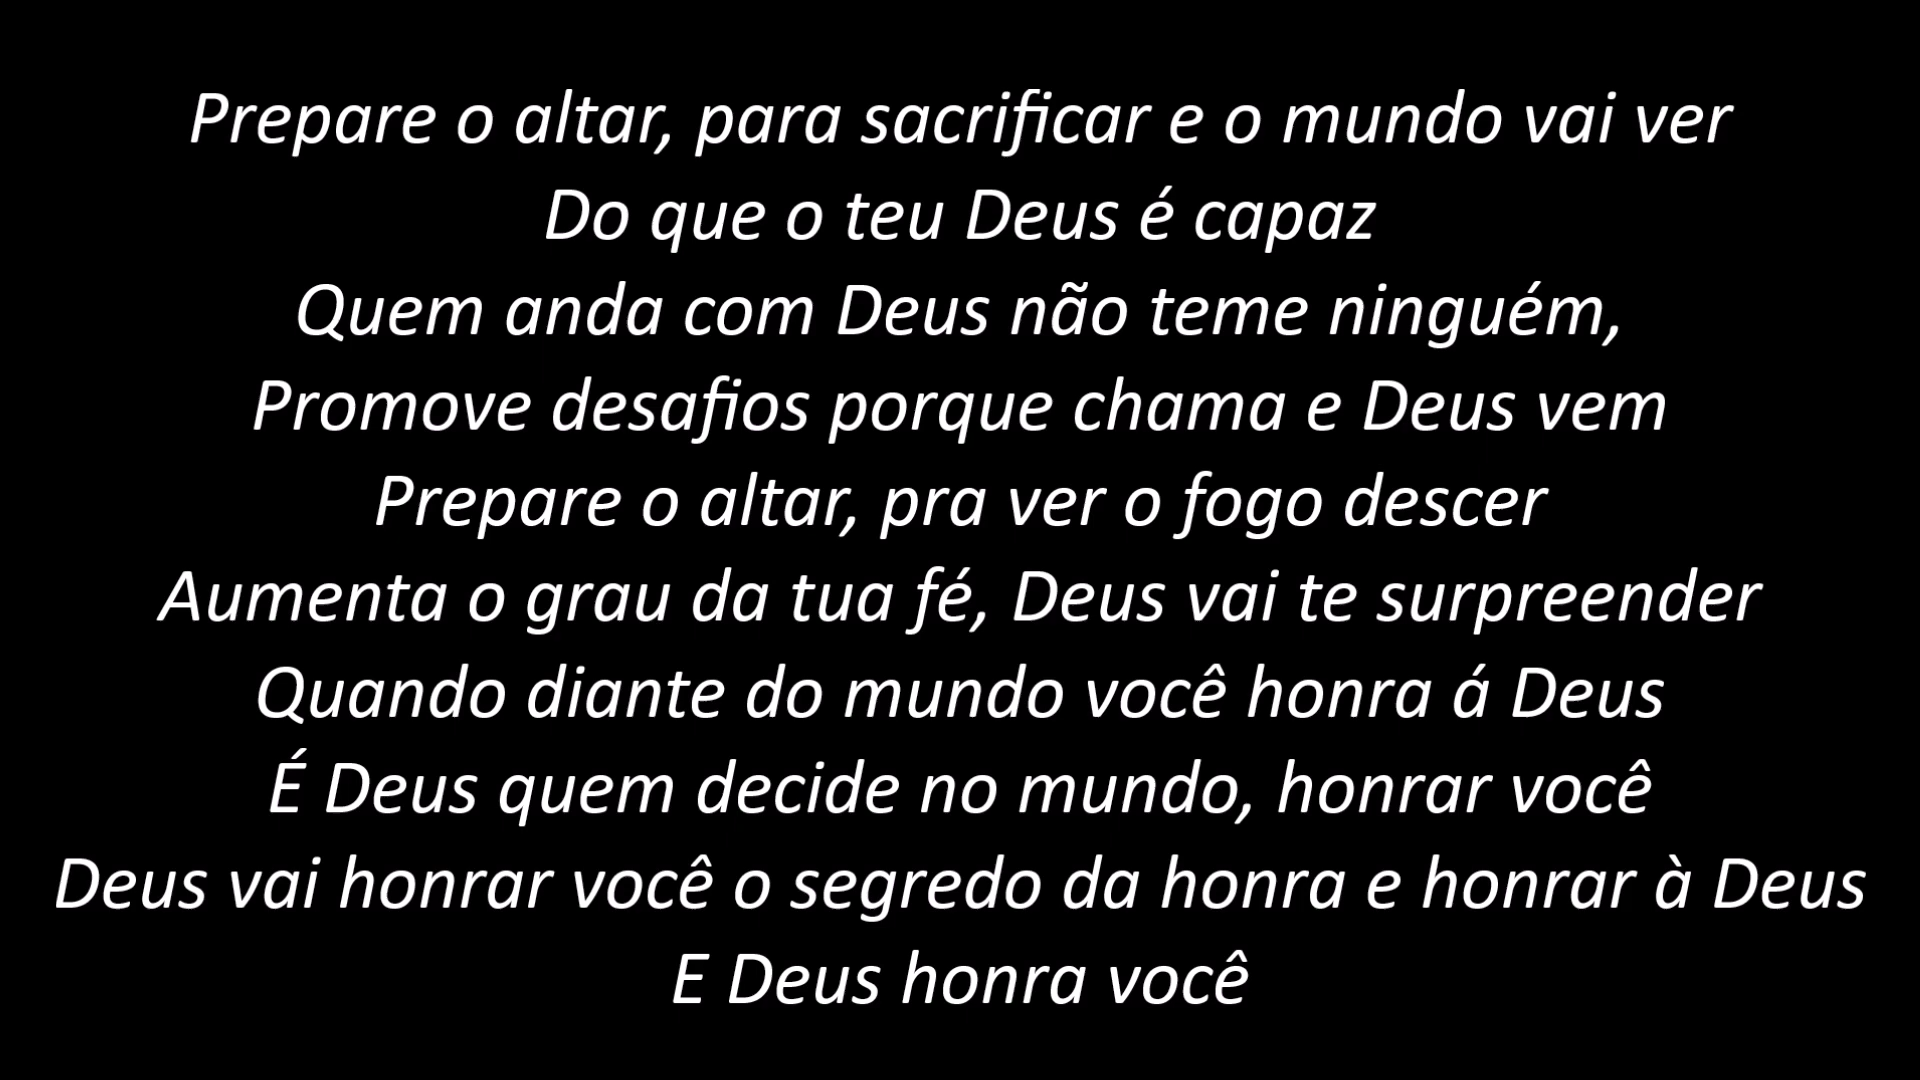 Prepare o altar, para sacrificar e o mundo vai ver
Do que o teu Deus é capaz
Quem anda com Deus não teme ninguém,
Promove desafios porque chama e Deus vem
Prepare o altar, pra ver o fogo descer
Aumenta o grau da tua fé, Deus vai te surpreender
Quando diante do mundo você honra á Deus
É Deus quem decide no mundo, honrar você
Deus vai honrar você o segredo da honra e honrar à Deus
E Deus honra você